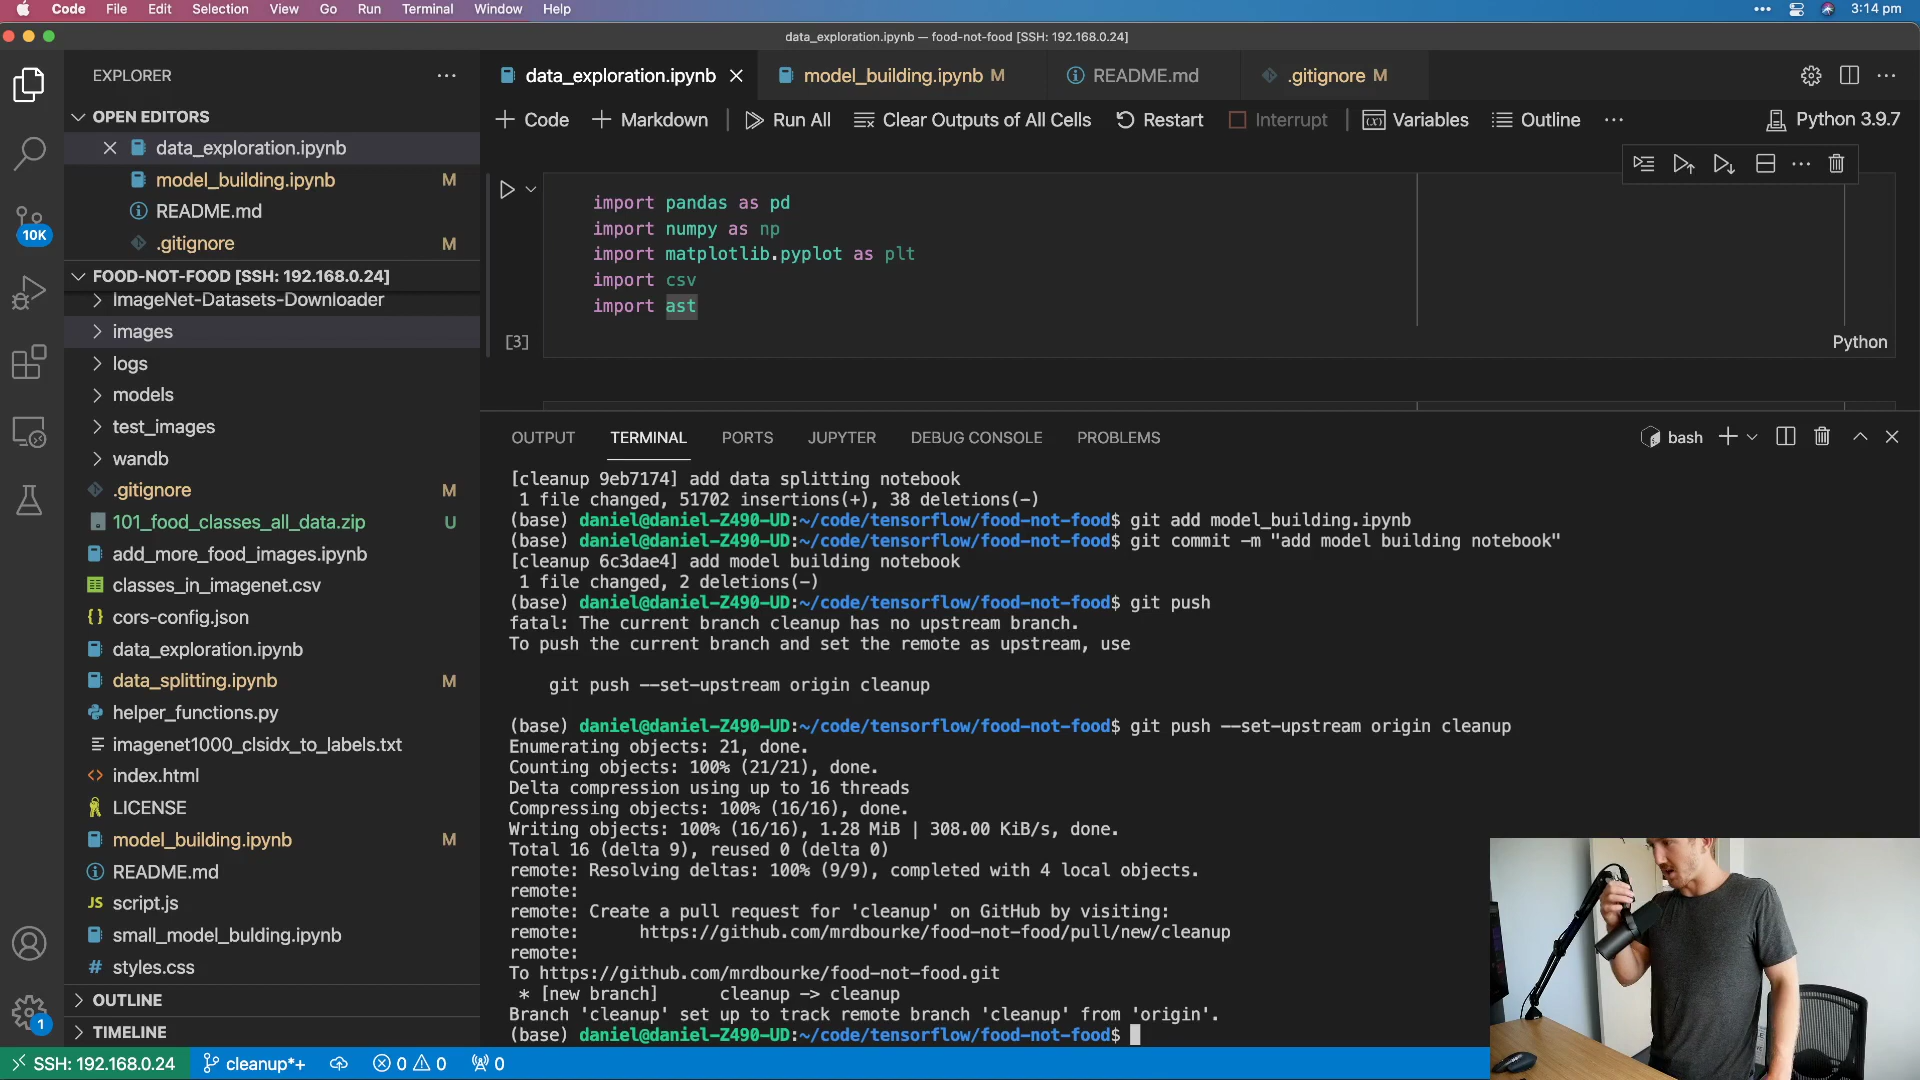 Code File Edit Selection View Go Run Terminal Window Help 3:14 pm
data_exploration.ipynb — food-not-food [SSH: 192.168.0.24]
EXPLORER
OPEN EDITORS
data_exploration.ipynb
model_building.ipynb M
README.md
.gitignore M
FOOD-NOT-FOOD [SSH: 192.168.0.24]
ImageNet-Datasets-Downloader
images
logs
models
test_images
wandb
.gitignore M
101_food_classes_all_data.zip U
add_more_food_images.ipynb
classes_in_imagenet.csv
cors-config.json
data_exploration.ipynb
data_splitting.ipynb M
helper_functions.py
imagenet1000_clsidx_to_labels.txt
index.html
LICENSE
model_building.ipynb M
README.md
JS script.js
small_model_bulding.ipynb
# styles.css
OUTLINE
TIMELINE
10K
1
data_exploration.ipynb model_building.ipynb M README.md .gitignore M
Code Markdown Run All Clear Outputs of All Cells Restart Interrupt Variables Outline Python 3.9.7
import pandas as pd
import numpy as np
import matplotlib.pyplot as plt
import csv
import ast
[3]
Python
OUTPUT TERMINAL PORTS JUPYTER DEBUG CONSOLE PROBLEMS bash
[cleanup 9eb7174] add data splitting notebook
1 file changed, 51702 insertions(+), 38 deletions(-)
(base) daniel@daniel-Z490-UD:~/code/tensorflow/food-not-food$ git add model_building.ipynb
(base) daniel@daniel-Z490-UD:~/code/tensorflow/food-not-food$ git commit -m "add model building notebook"
[cleanup 6c3dae4] add model building notebook
1 file changed, 2 deletions(-)
(base) daniel@daniel-Z490-UD:~/code/tensorflow/food-not-food$ git push
fatal: The current branch cleanup has no upstream branch.
To push the current branch and set the remote as upstream, use
git push --set-upstream origin cleanup
(base) daniel@daniel-Z490-UD:~/code/tensorflow/food-not-food$ git push --set-upstream origin cleanup
Enumerating objects: 21, done.
Counting objects: 100% (21/21), done.
Delta compression using up to 16 threads
Compressing objects: 100% (16/16), done.
Writing objects: 100% (16/16), 1.28 MiB | 308.00 KiB/s, done.
Total 16 (delta 9), reused 0 (delta 0)
remote: Resolving deltas: 100% (9/9), completed with 4 local objects.
remote:
remote: Create a pull request for 'cleanup' on GitHub by visiting:
remote: https://github.com/mrdbourke/food-not-food/pull/new/cleanup
remote:
To https://github.com/mrdbourke/food-not-food.git
* [new branch] cleanup -> cleanup
Branch 'cleanup' set up to track remote branch 'cleanup' from 'origin'.
(base) daniel@daniel-Z490-UD:~/code/tensorflow/food-not-food$
SSH: 192.168.0.24 cleanup*+ 0 0 0